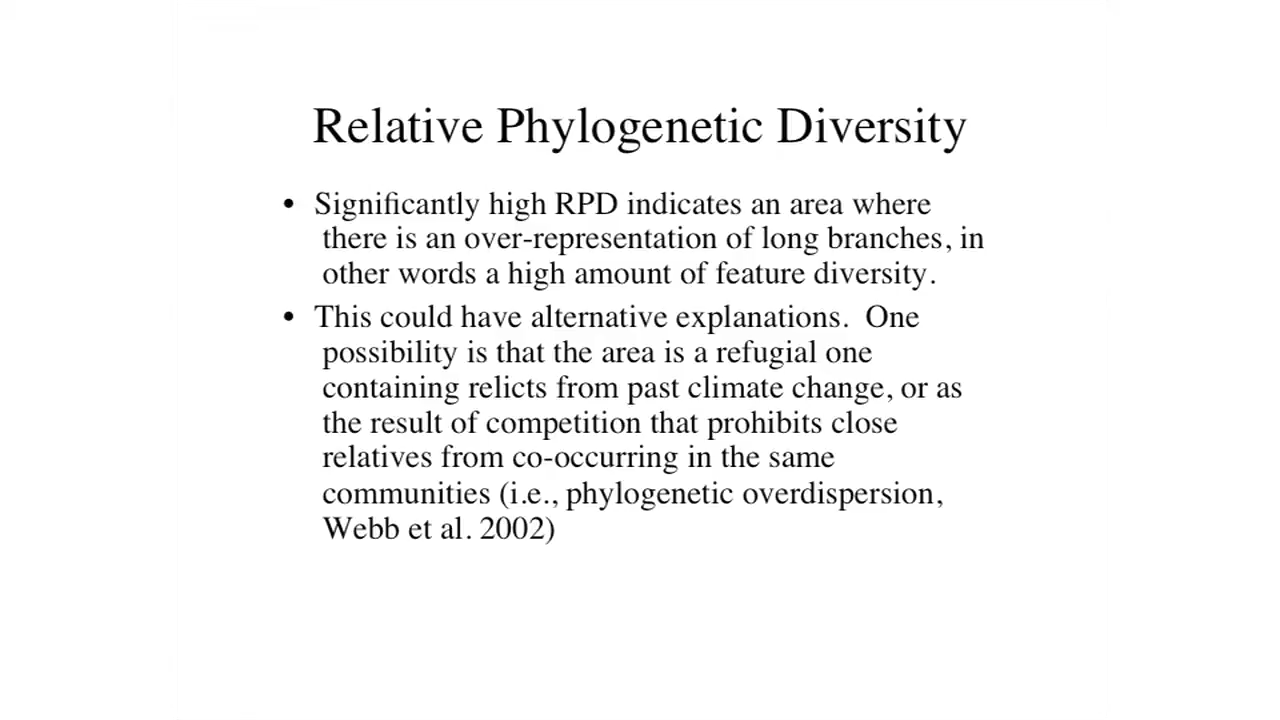 Relative Phylogenetic Diversity
• Significantly high RPD indicates an area where
there is an over-representation of long branches, in
other words a high amount of feature diversity.
• This could have alternative explanations.  One
possibility is that the area is a refugial one
containing relicts from past climate change, or as
the result of competition that prohibits close
relatives from co-occurring in the same
communities (i.e., phylogenetic overdispersion,
Webb et al. 2002)